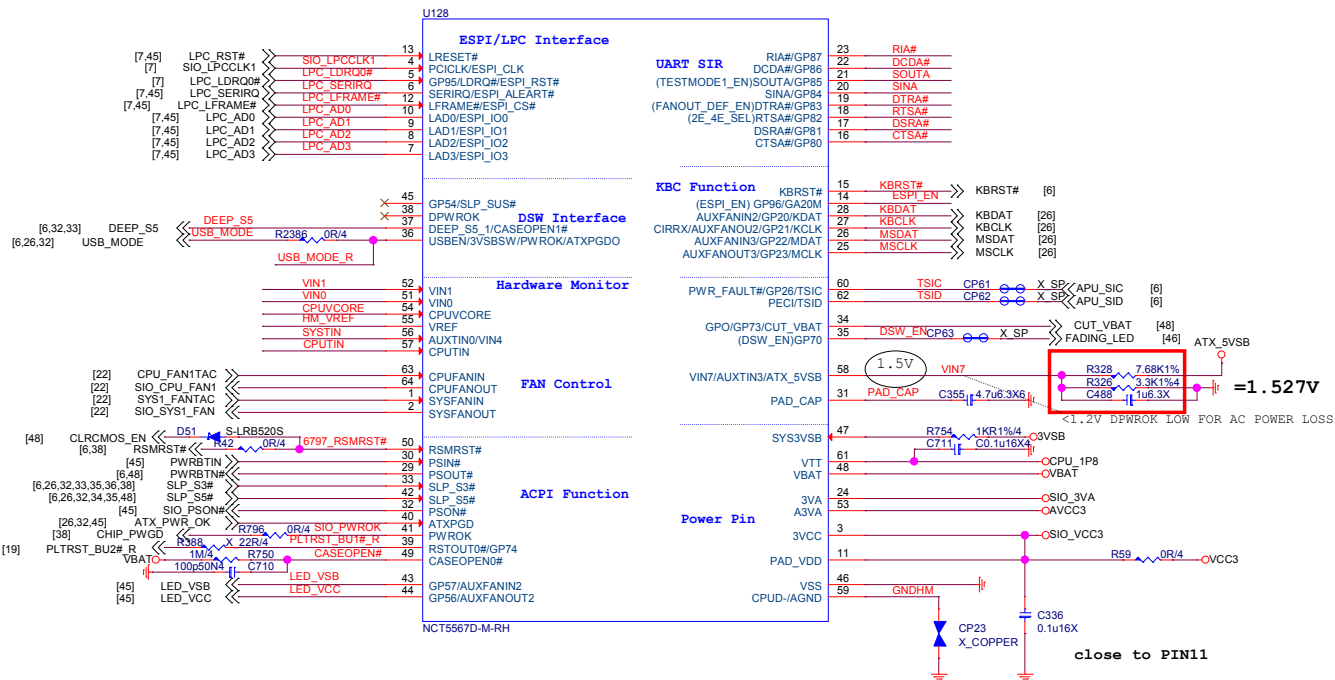 U128
ESPI/LPC Interface
[7,45] LPC_RST# 13 LRESET#
[7] SIO_LPCCLK1 SIO_LPCCLK1 4 PCICLK/ESPI_CLK
[7] LPC_LDRQ0# LPC_LDRQ0# 5 GP95/LDRQ#/ESPI_RST#
[7,45] LPC_SERIRQ LPC_SERIRQ 6 SERIRQ/ESPI_ALEART#
[7,45] LPC_LFRAME# LPC_LFRAME# 12 LFRAME#/ESPI_CS#
[7,45] LPC_AD0 LPC_AD0 10 LAD0/ESPI_IO0
[7,45] LPC_AD1 LPC_AD1 9 LAD1/ESPI_IO1
[7,45] LPC_AD2 LPC_AD2 8 LAD2/ESPI_IO2
[7,45] LPC_AD3 LPC_AD3 7 LAD3/ESPI_IO3
UART SIR
RIA#/GP87 23 RIA#
DCDA#/GP86 22 DCDA#
(TESTMODE1_EN)SOUTA/GP85 21 SOUTA
SINA/GP84 20 SINA
(FANOUT_DEF_EN)DTRA#/GP83 19 DTRA#
(2E_4E_SEL)RTSA#/GP82 18 RTSA#
DSRA#/GP81 17 DSRA#
CTSA#/GP80 16 CTSA#
DSW Interface
45 GP54/SLP_SUS#
38 DPWROK
[6,32,33] DEEP_S5 DEEP_S5 37 DEEP_S5_1/CASEOPEN1#
[6,26,32] USB_MODE USB_MODE R2386 0R/4 36 USBEN/3VSBSW/PWROK/ATXPGDO
USB_MODE_R
KBC Function
KBRST# 15 KBRST# KBRST# [6]
(ESPI_EN) GP96/GA20M 14 ESPI_EN
AUXFANIN2/GP20/KDAT 28 KBDAT KBDAT [26]
CIRRX/AUXFANOU2/GP21/KCLK 27 KBCLK KBCLK [26]
AUXFANIN3/GP22/MDAT 26 MSDAT MSDAT [26]
AUXFANOUT3/GP23/MCLK 25 MSCLK MSCLK [26]
Hardware Monitor
VIN1 52 VIN1
VIN0 51 VIN0
CPUVCORE 54 CPUVCORE
HM_VREF 55 VREF
SYSTIN 56 AUXTIN0/VIN4
CPUTIN 57 CPUTIN
PWR_FAULT#/GP26/TSIC 60 TSIC CP61 X_SP APU_SIC [6]
PECI/TSID 62 TSID CP62 X_SP APU_SID [6]
GPO/GP73/CUT_VBAT 34 CUT_VBAT [48]
(DSW_EN)GP70 35 DSW_EN CP63 X_SP FADING_LED [46]
ATX_5VSB
FAN Control
[22] CPU_FAN1TAC 63 CPUFANIN
[22] SIO_CPU_FAN1 64 CPUFANOUT
[22] SYS1_FANTAC 1 SYSFANIN
[22] SIO_SYS1_FAN 2 SYSFANOUT
VIN7/AUXTIN3/ATX_5VSB 58 1.5V VIN7 R328 7.68K1%
R326 3.3K1%4
=1.527V
PAD_CAP 31 PAD_CAP C355 4.7u6.3X6 C488 1u6.3X
<1.2V DPWROK LOW FOR AC POWER LOSS
ACPI Function
[48] CLRCMOS_EN D51 S-LRB520S
[6,38] RSMRST# R42 0R/4 6797_RSMRST# 50 RSMRST#
[45] PWRBTIN 30 PSIN#
[6,48] PWRBTN# 29 PSOUT#
[6,26,32,33,35,36,38] SLP_S3# 33 SLP_S3#
[6,26,32,34,35,48] SLP_S5# 42 SLP_S5#
[45] SIO_PSON# 32 PSON#
[26,32,45] ATX_PWR_OK 40 ATXPGD
[38] CHIP_PWGD R796 0R/4 SIO_PWROK 41 PWROK
[19] PLTRST_BU2#_R R388 X_22R/4 PLTRST_BU1#_R 39 RSTOUT0#/GP74
VBAT 1M/4 R750 CASEOPEN# 49 CASEOPEN0#
100p50N4 C710
[45] LED_VSB LED_VSB 43 GP57/AUXFANIN2
[45] LED_VCC LED_VCC 44 GP56/AUXFANOUT2
Power Pin
SYS3VSB 47 R754 1KR1%/4 3VSB
C711 C0.1u16X4
VTT 61 CPU_1P8
VBAT 48 VBAT
3VA 24 SIO_3VA
A3VA 53 AVCC3
3VCC 3 SIO_VCC3
PAD_VDD 11 R59 0R/4 VCC3
VSS 46
CPUD-/AGND 59 GNDHM
NCT5567D-M-RH
CP23
X_COPPER
C336
0.1u16X
close to PIN11